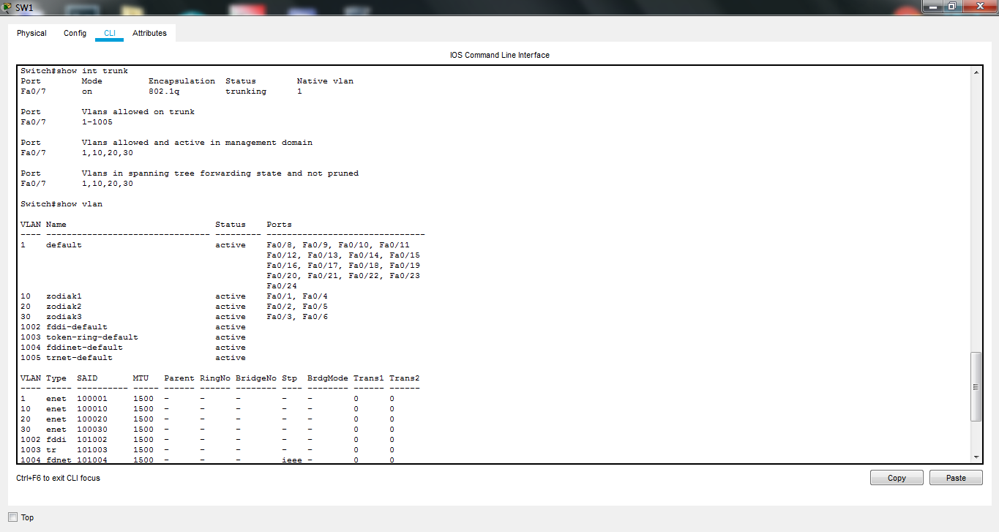 SW1
Physical Config CLI Attributes
IOS Command Line Interface
Switch#show int trunk
Port        Mode         Encapsulation  Status        Native vlan
Fa0/7       on           802.1q         trunking      1
Port        Vlans allowed on trunk
Fa0/7       1-1005
Port        Vlans allowed and active in management domain
Fa0/7       1,10,20,30
Port        Vlans in spanning tree forwarding state and not pruned
Fa0/7       1,10,20,30
Switch#show vlan
VLAN Name                             Status    Ports
---- -------------------------------- --------- -------------------------------
1    default                          active    Fa0/8, Fa0/9, Fa0/10, Fa0/11
                                                Fa0/12, Fa0/13, Fa0/14, Fa0/15
                                                Fa0/16, Fa0/17, Fa0/18, Fa0/19
                                                Fa0/20, Fa0/21, Fa0/22, Fa0/23
                                                Fa0/24
10   zodiak1                          active    Fa0/1, Fa0/4
20   zodiak2                          active    Fa0/2, Fa0/5
30   zodiak3                          active    Fa0/3, Fa0/6
1002 fddi-default                     active
1003 token-ring-default               active
1004 fddinet-default                  active
1005 trnet-default                    active
VLAN Type  SAID       MTU   Parent RingNo BridgeNo Stp  BrdgMode Trans1 Trans2
---- ----- ---------- ----- ------ ------ -------- ---- -------- ------ ------
1    enet  100001     1500  -      -      -        -    -        0      0
10   enet  100010     1500  -      -      -        -    -        0      0
20   enet  100020     1500  -      -      -        -    -        0      0
30   enet  100030     1500  -      -      -        -    -        0      0
1002 fddi  101002     1500  -      -      -        -    -        0      0
1003 tr    101003     1500  -      -      -        -    -        0      0
1004 fdnet 101004     1500  -      -      -        ieee -        0      0
Ctrl+F6 to exit CLI focus
Copy Paste
Top